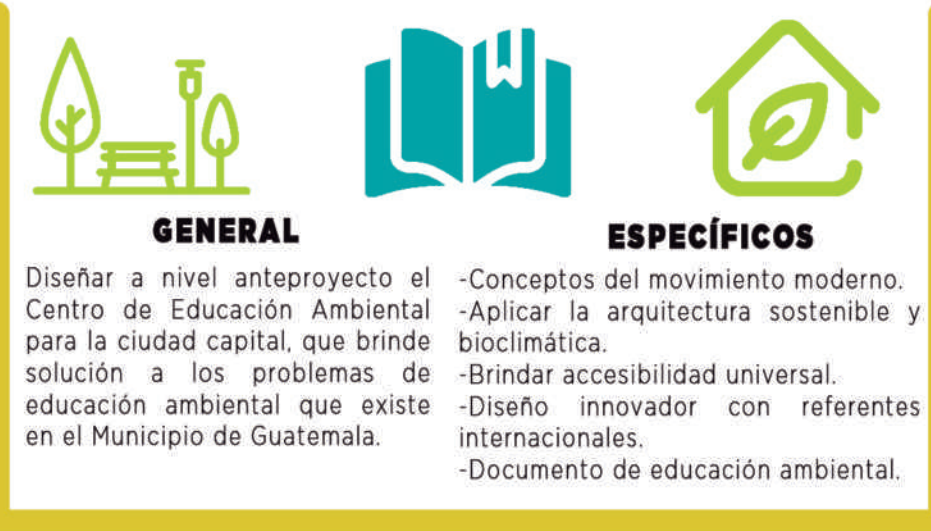 GENERAL
Diseñar a nivel anteproyecto el
Centro de Educación Ambiental
para la ciudad capital, que brinde
solución a los problemas de
educación ambiental que existe
en el Municipio de Guatemala.
ESPECÍFICOS
-Conceptos del movimiento moderno.
-Aplicar la arquitectura sostenible y
bioclimática.
-Brindar accesibilidad universal.
-Diseño innovador con referentes
internacionales.
-Documento de educación ambiental.